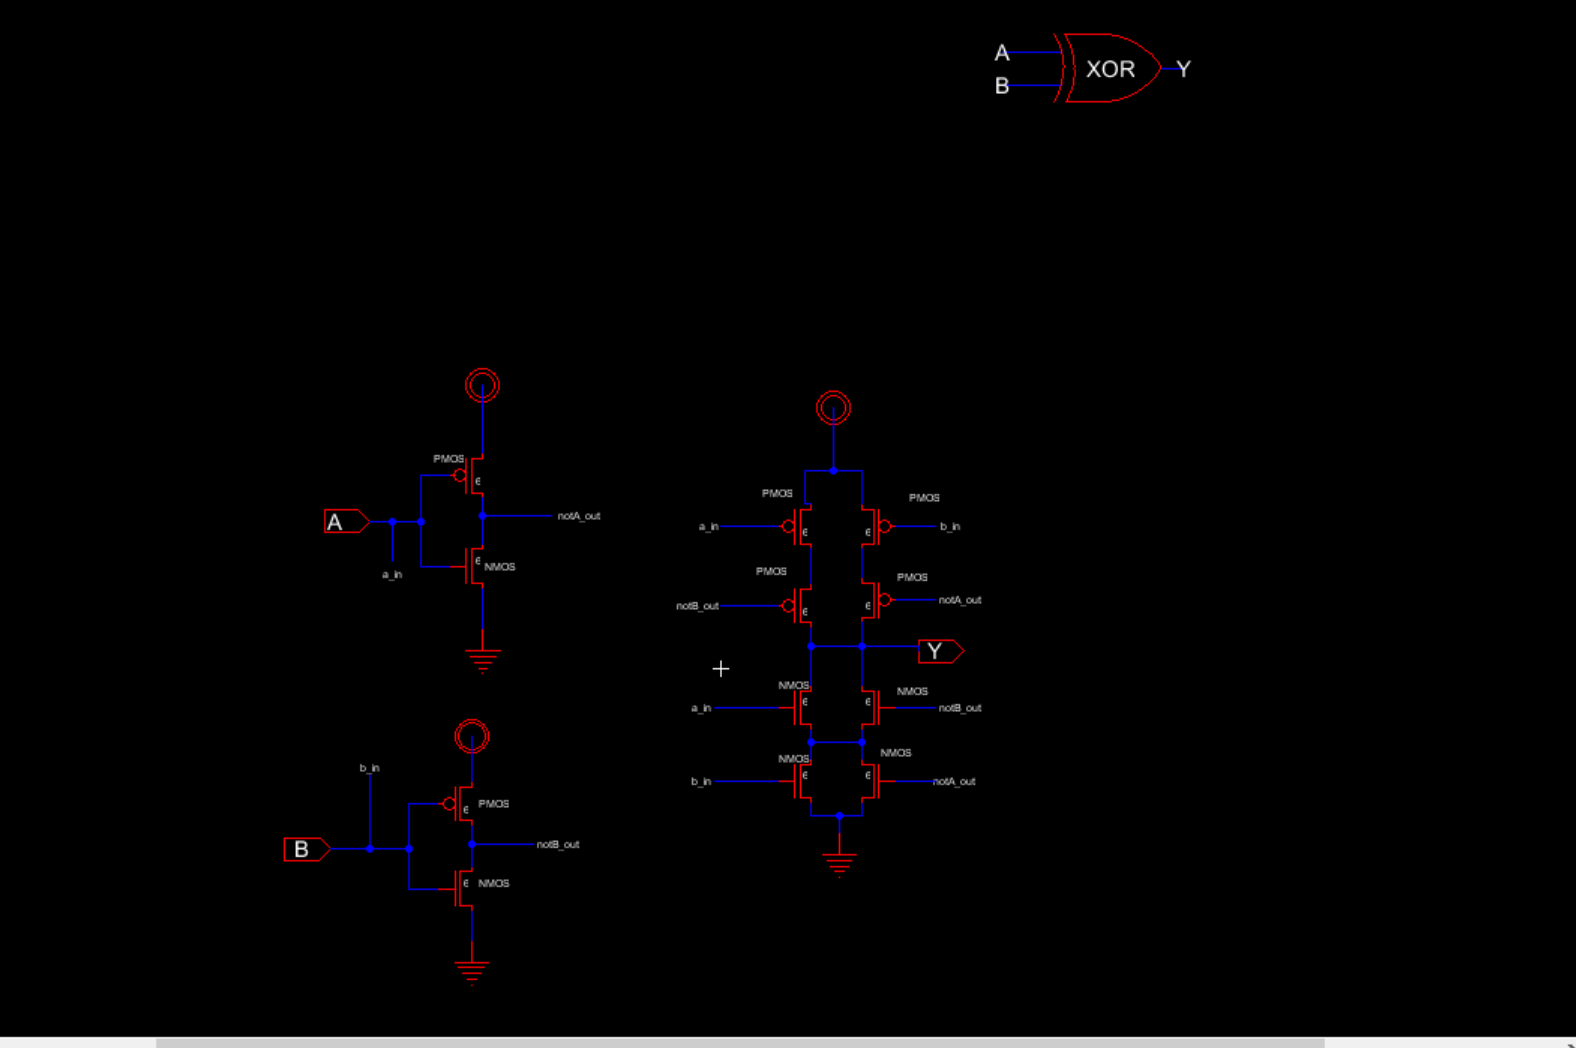 A
B
XOR
Y
PMOS
A
notA_out
a_in
NMOS
PMOS
PMOS
a_in
b_in
PMOS
PMOS
notB_out
notA_out
Y
NMOS
NMOS
a_in
notB_out
NMOS
NMOS
b_in
notA_out
b_in
PMOS
B
notB_out
NMOS